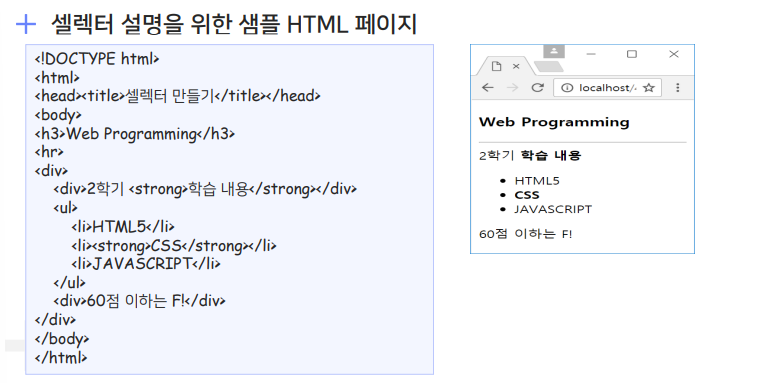 셀렉터 설명을 위한 샘플 HTML 페이지
<!DOCTYPE html>
<html>
<head><title>셀렉터 만들기</title></head>
<body>
<h3>Web Programming</h3>
<hr>
<div>
<div>2학기 <strong>학습 내용</strong></div>
<ul>
<li>HTML5</li>
<li><strong>CSS</strong></li>
<li>JAVASCRIPT</li>
</ul>
<div>60점 이하는 F!</div>
</div>
</body>
</html>
localhost/
Web Programming
2학기 학습 내용
HTML5
CSS
JAVASCRIPT
60점 이하는 F!